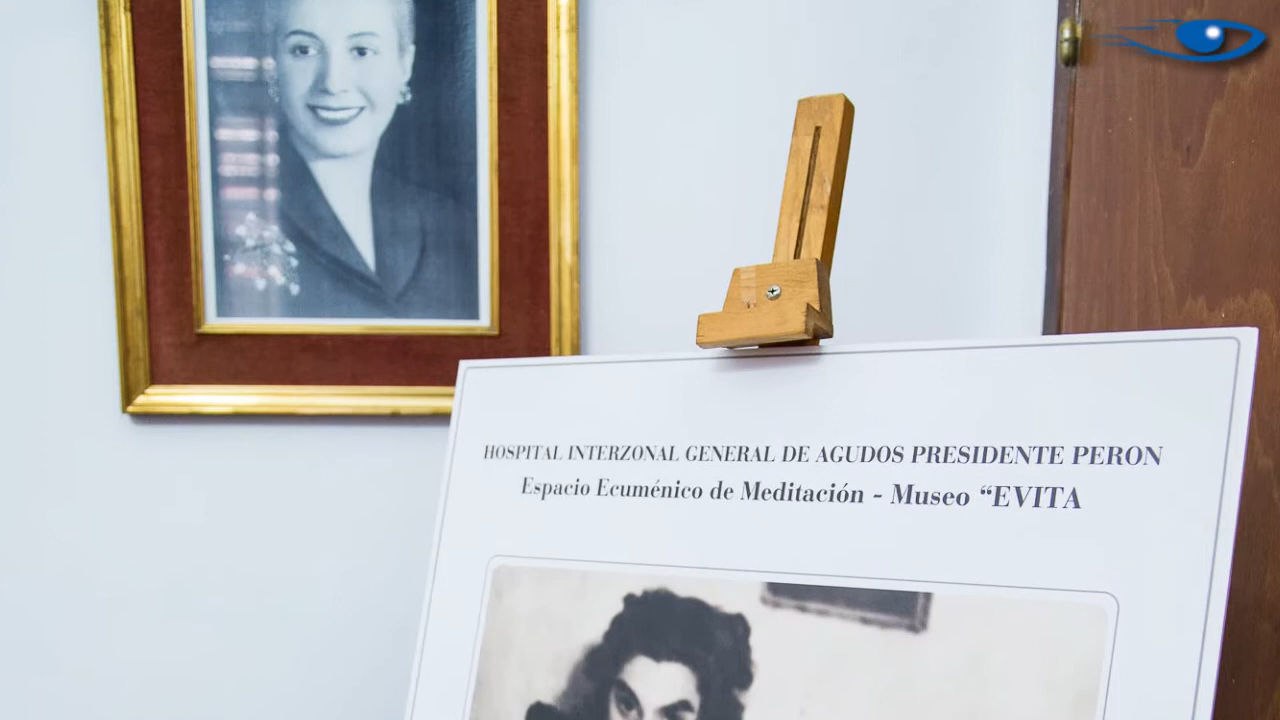 HOSPITAL INTERZONAL GENERAL DE AGUDOS PRESIDENTE PERON
Espacio Ecuménico de Meditación - Museo “EVITA